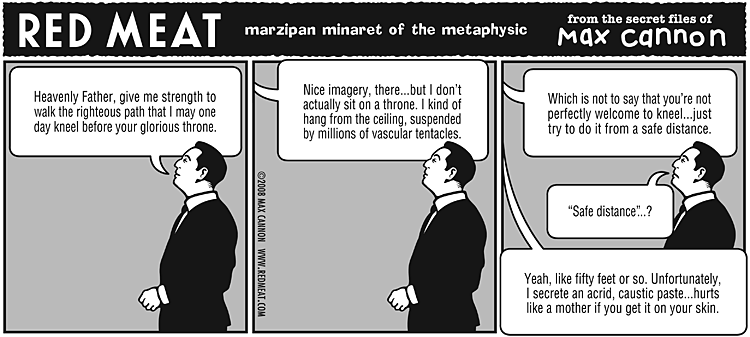 RED MEAT
marzipan minaret of the metaphysic
from the secret files of
Max cannon
Heavenly Father, give me strength to
walk the righteous path that I may one
day kneel before your glorious throne.
Nice imagery, there...but I don't
actually sit on a throne. I kind of
hang from the ceiling, suspended
by millions of vascular tentacles.
©2008 MAX CANNON WWW.REDMEAT.COM
Which is not to say that you're not
perfectly welcome to kneel...just
try to do it from a safe distance.
“Safe distance”...?
Yeah, like fifty feet or so. Unfortunately,
I secrete an acrid, caustic paste...hurts
like a mother if you get it on your skin.